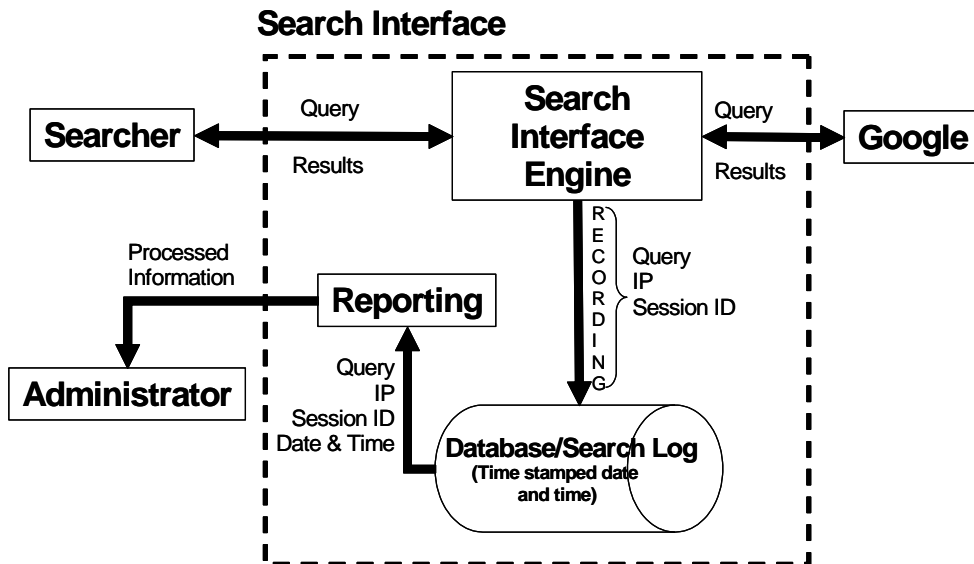 Search Interface
Searcher
Query
Results
Search
Interface
Engine
Query
Results
Google
RECORDING
Query
IP
Session ID
Processed
Information
Reporting
Administrator
Query
IP
Session ID
Date & Time
Database/Search Log
(Time stamped date
and time)